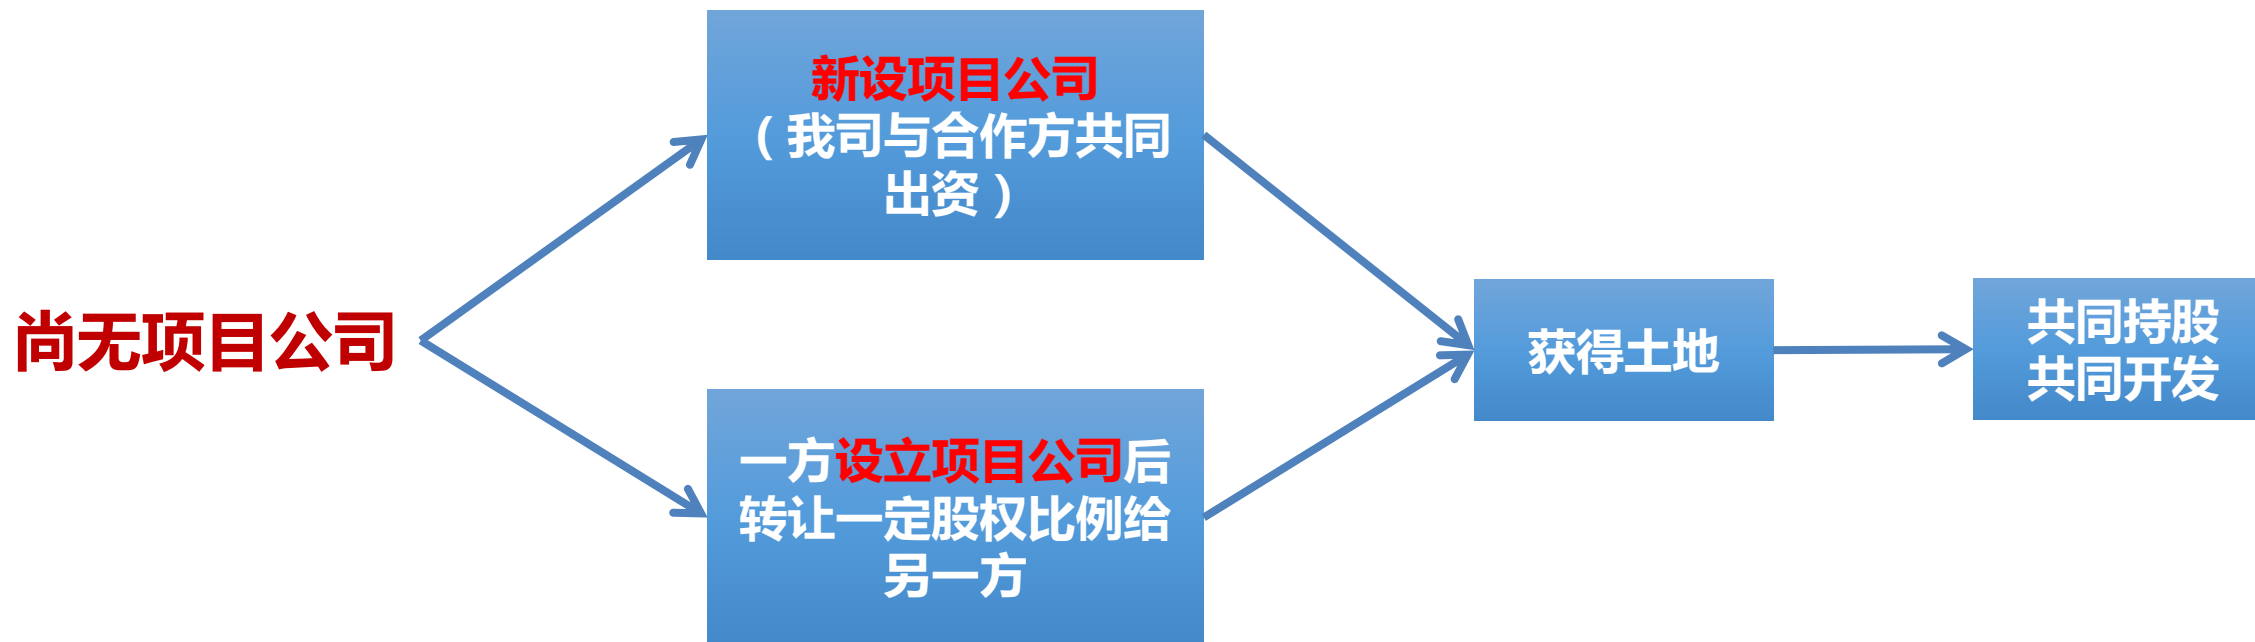 尚无项目公司
新设项目公司
（我司与合作方共同
出资）
一方设立项目公司后
转让一定股权比例给
另一方
获得土地
共同持股
共同开发